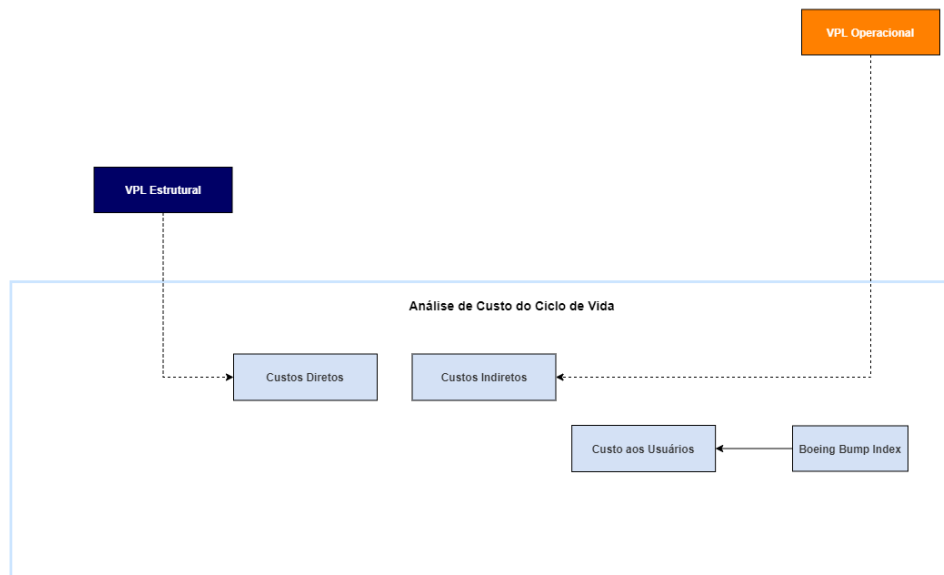 VPL Operacional
VPL Estrutural
Análise de Custo do Ciclo de Vida
Custos Diretos
Custos Indiretos
Custo aos Usuários
Boeing Bump Index